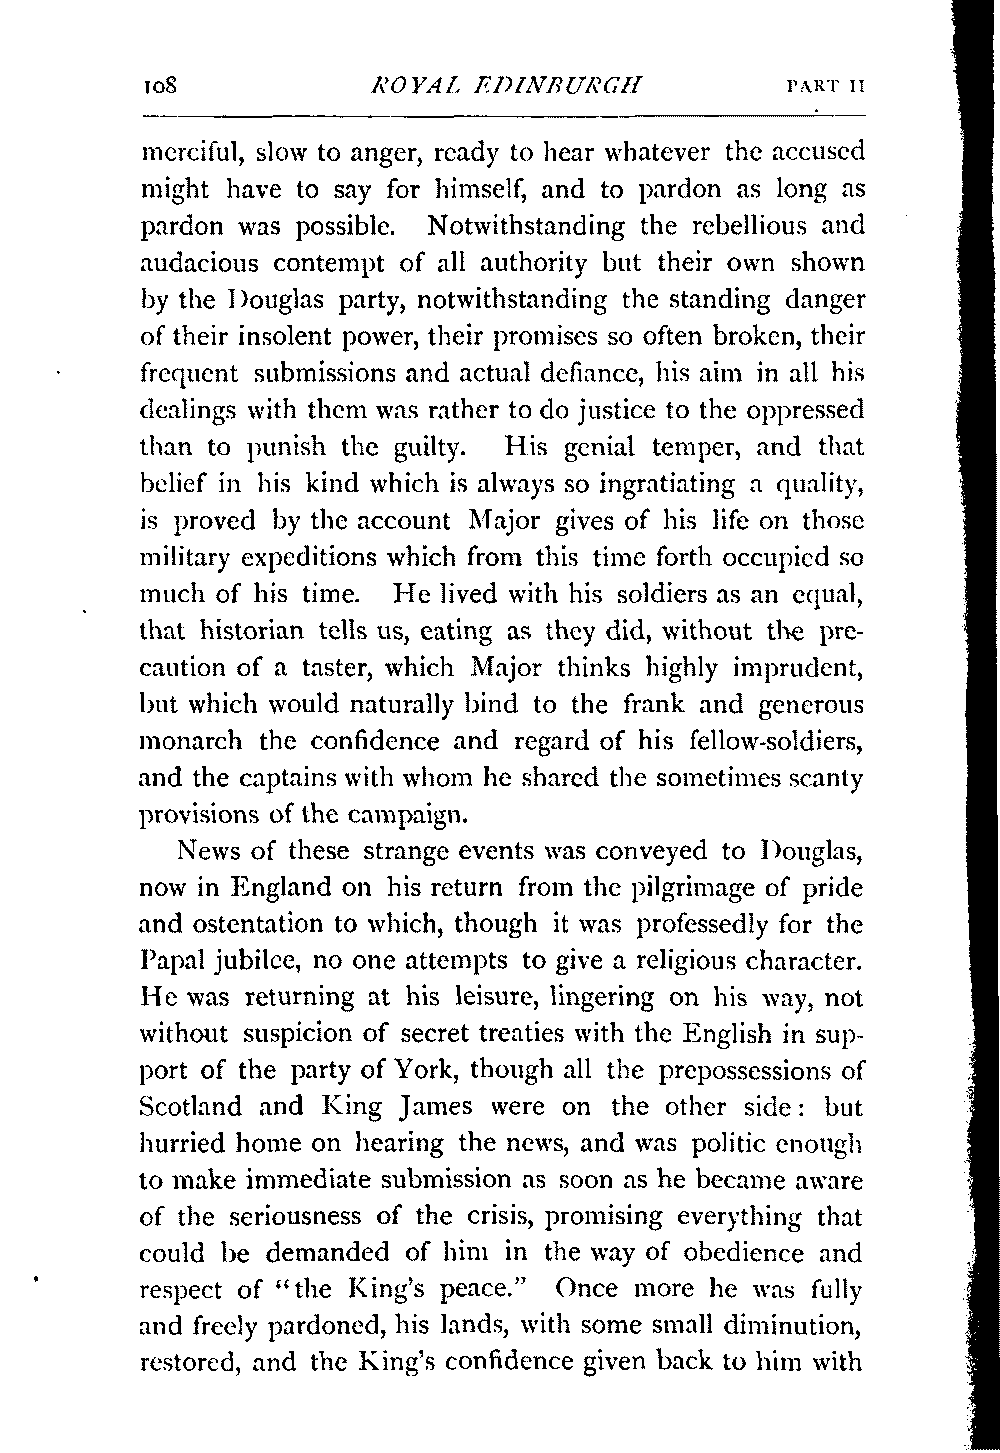 108 ROYAL EDINBURGH PART II
merciful, slow to anger, ready to hear whatever the accused
might have to say for himself, and to pardon as long as
pardon was possible. Notwithstanding the rebellious and
audacious contempt of all authority but their own shown
by the Douglas party, notwithstanding the standing danger
of their insolent power, their promises so often broken, their
frequent submissions and actual defiance, his aim in all his
dealings with them was rather to do justice to the oppressed
than to punish the guilty. His genial temper, and that
belief in his kind which is always so ingratiating a quality,
is proved by the account Major gives of his life on those
military expeditions which from this time forth occupied so
much of his time. He lived with his soldiers as an equal,
that historian tells us, eating as they did, without the pre-
caution of a taster, which Major thinks highly imprudent,
but which would naturally bind to the frank and generous
monarch the confidence and regard of his fellow-soldiers,
and the captains with whom he shared the sometimes scanty
provisions of the campaign.
News of these strange events was conveyed to Douglas,
now in England on his return from the pilgrimage of pride
and ostentation to which, though it was professedly for the
Papal jubilee, no one attempts to give a religious character.
He was returning at his leisure, lingering on his way, not
without suspicion of secret treaties with the English in sup-
port of the party of York, though all the prepossessions of
Scotland and King James were on the other side: but
hurried home on hearing the news, and was politic enough
to make immediate submission as soon as he became aware
of the seriousness of the crisis, promising everything that
could be demanded of him in the way of obedience and
respect of "the King's peace." Once more he was fully
and freely pardoned, his lands, with some small diminution,
restored, and the King's confidence given back to him with